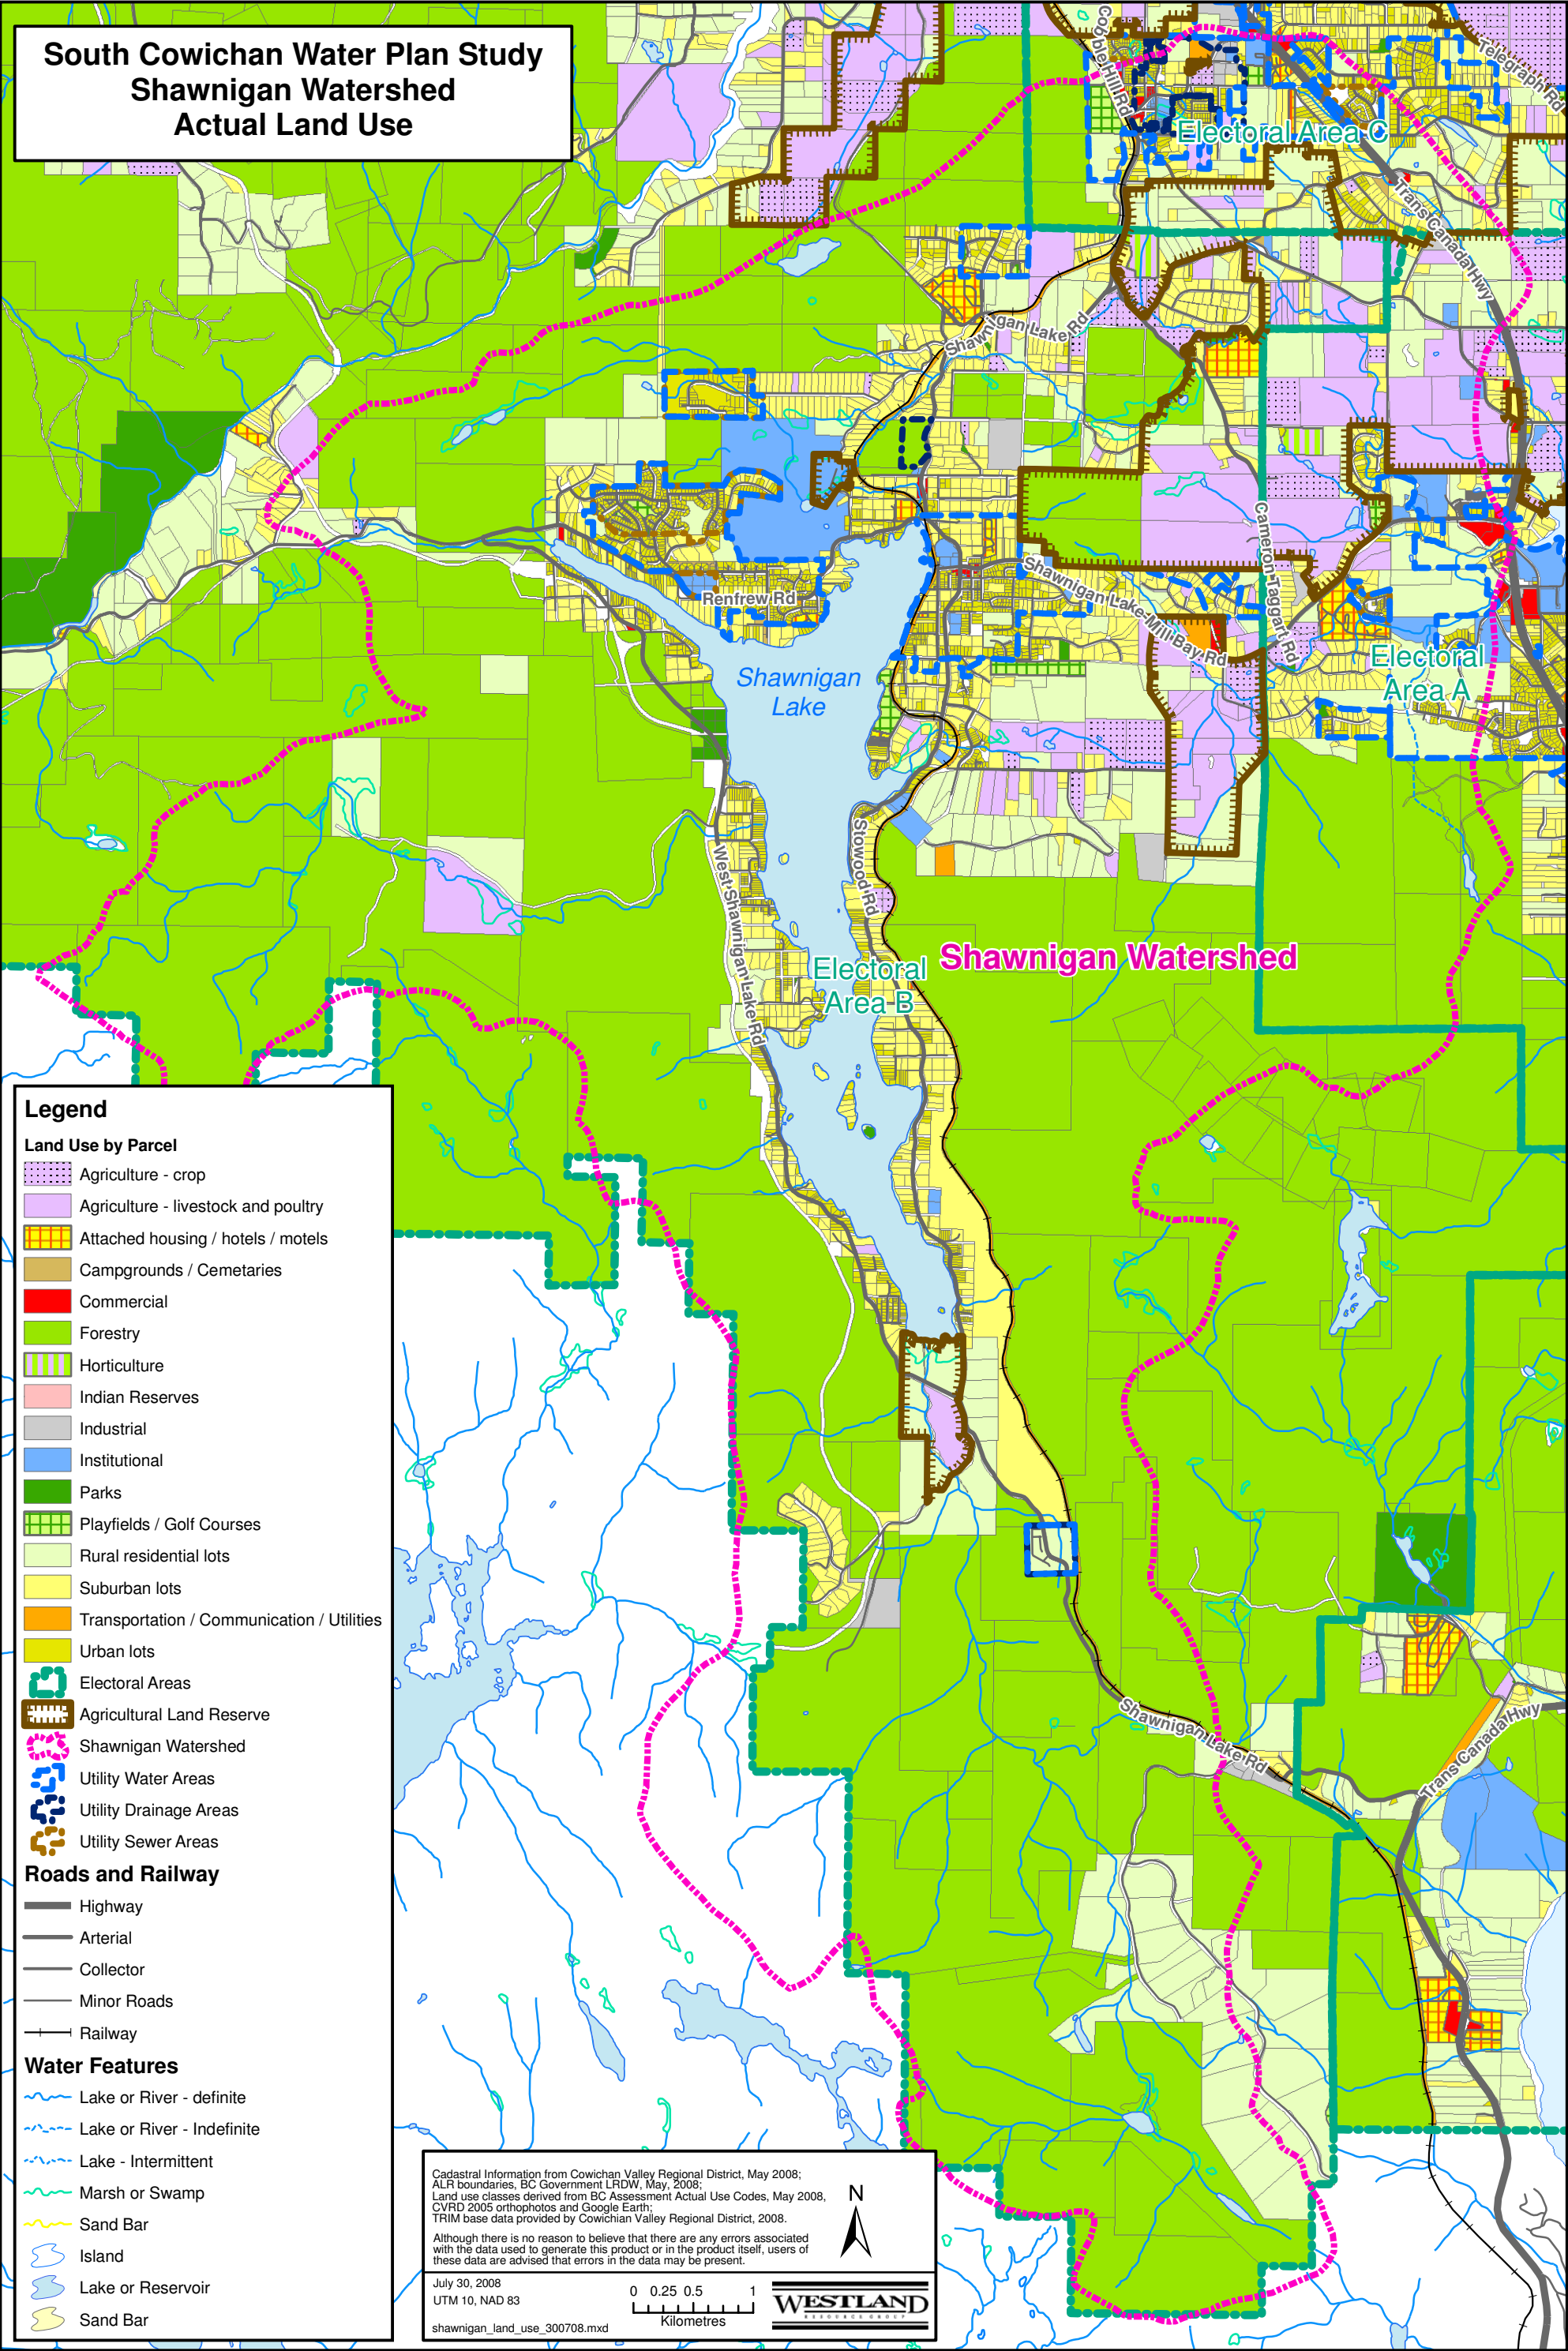 South Cowichan Water Plan Study
Shawnigan Watershed
Actual Land Use
Cobble Hill Rd
Telegraph Rd
Electoral Area C
Trans Canada Hwy
Shawnigan Lake Rd
Cameron Taggart Rd
Shawnigan Lake-Mill Bay Rd
Renfrew Rd
Electoral
Area A
Shawnigan
Lake
Stowood Rd
West Shawnigan Lake Rd
Shawnigan Watershed
Electoral
Area B
Shawnigan Lake Rd
Trans Canada Hwy
Legend
Land Use by Parcel
Agriculture - crop
Agriculture - livestock and poultry
Attached housing / hotels / motels
Campgrounds / Cemetaries
Commercial
Forestry
Horticulture
Indian Reserves
Industrial
Institutional
Parks
Playfields / Golf Courses
Rural residential lots
Suburban lots
Transportation / Communication / Utilities
Urban lots
Electoral Areas
Agricultural Land Reserve
Shawnigan Watershed
Utility Water Areas
Utility Drainage Areas
Utility Sewer Areas
Roads and Railway
Highway
Arterial
Collector
Minor Roads
Railway
Water Features
Lake or River - definite
Lake or River - Indefinite
Lake - Intermittent
Marsh or Swamp
Sand Bar
Island
Lake or Reservoir
Sand Bar
Cadastral Information from Cowichan Valley Regional District, May 2008;
ALR boundaries, BC Government LRDW, May, 2008;
Land use classes derived from BC Assessment Actual Use Codes, May 2008,
CVRD 2005 orthophotos and Google Earth;
TRIM base data provided by Cowichian Valley Regional District, 2008.
Although there is no reason to believe that there are any errors associated
with the data used to generate this product or in the product itself, users of
these data are advised that errors in the data may be present.
N
July 30, 2008
UTM 10, NAD 83
shawnigan_land_use_300708.mxd
0 0.25 0.5 1
Kilometres
WESTLAND
RESOURCE GROUP